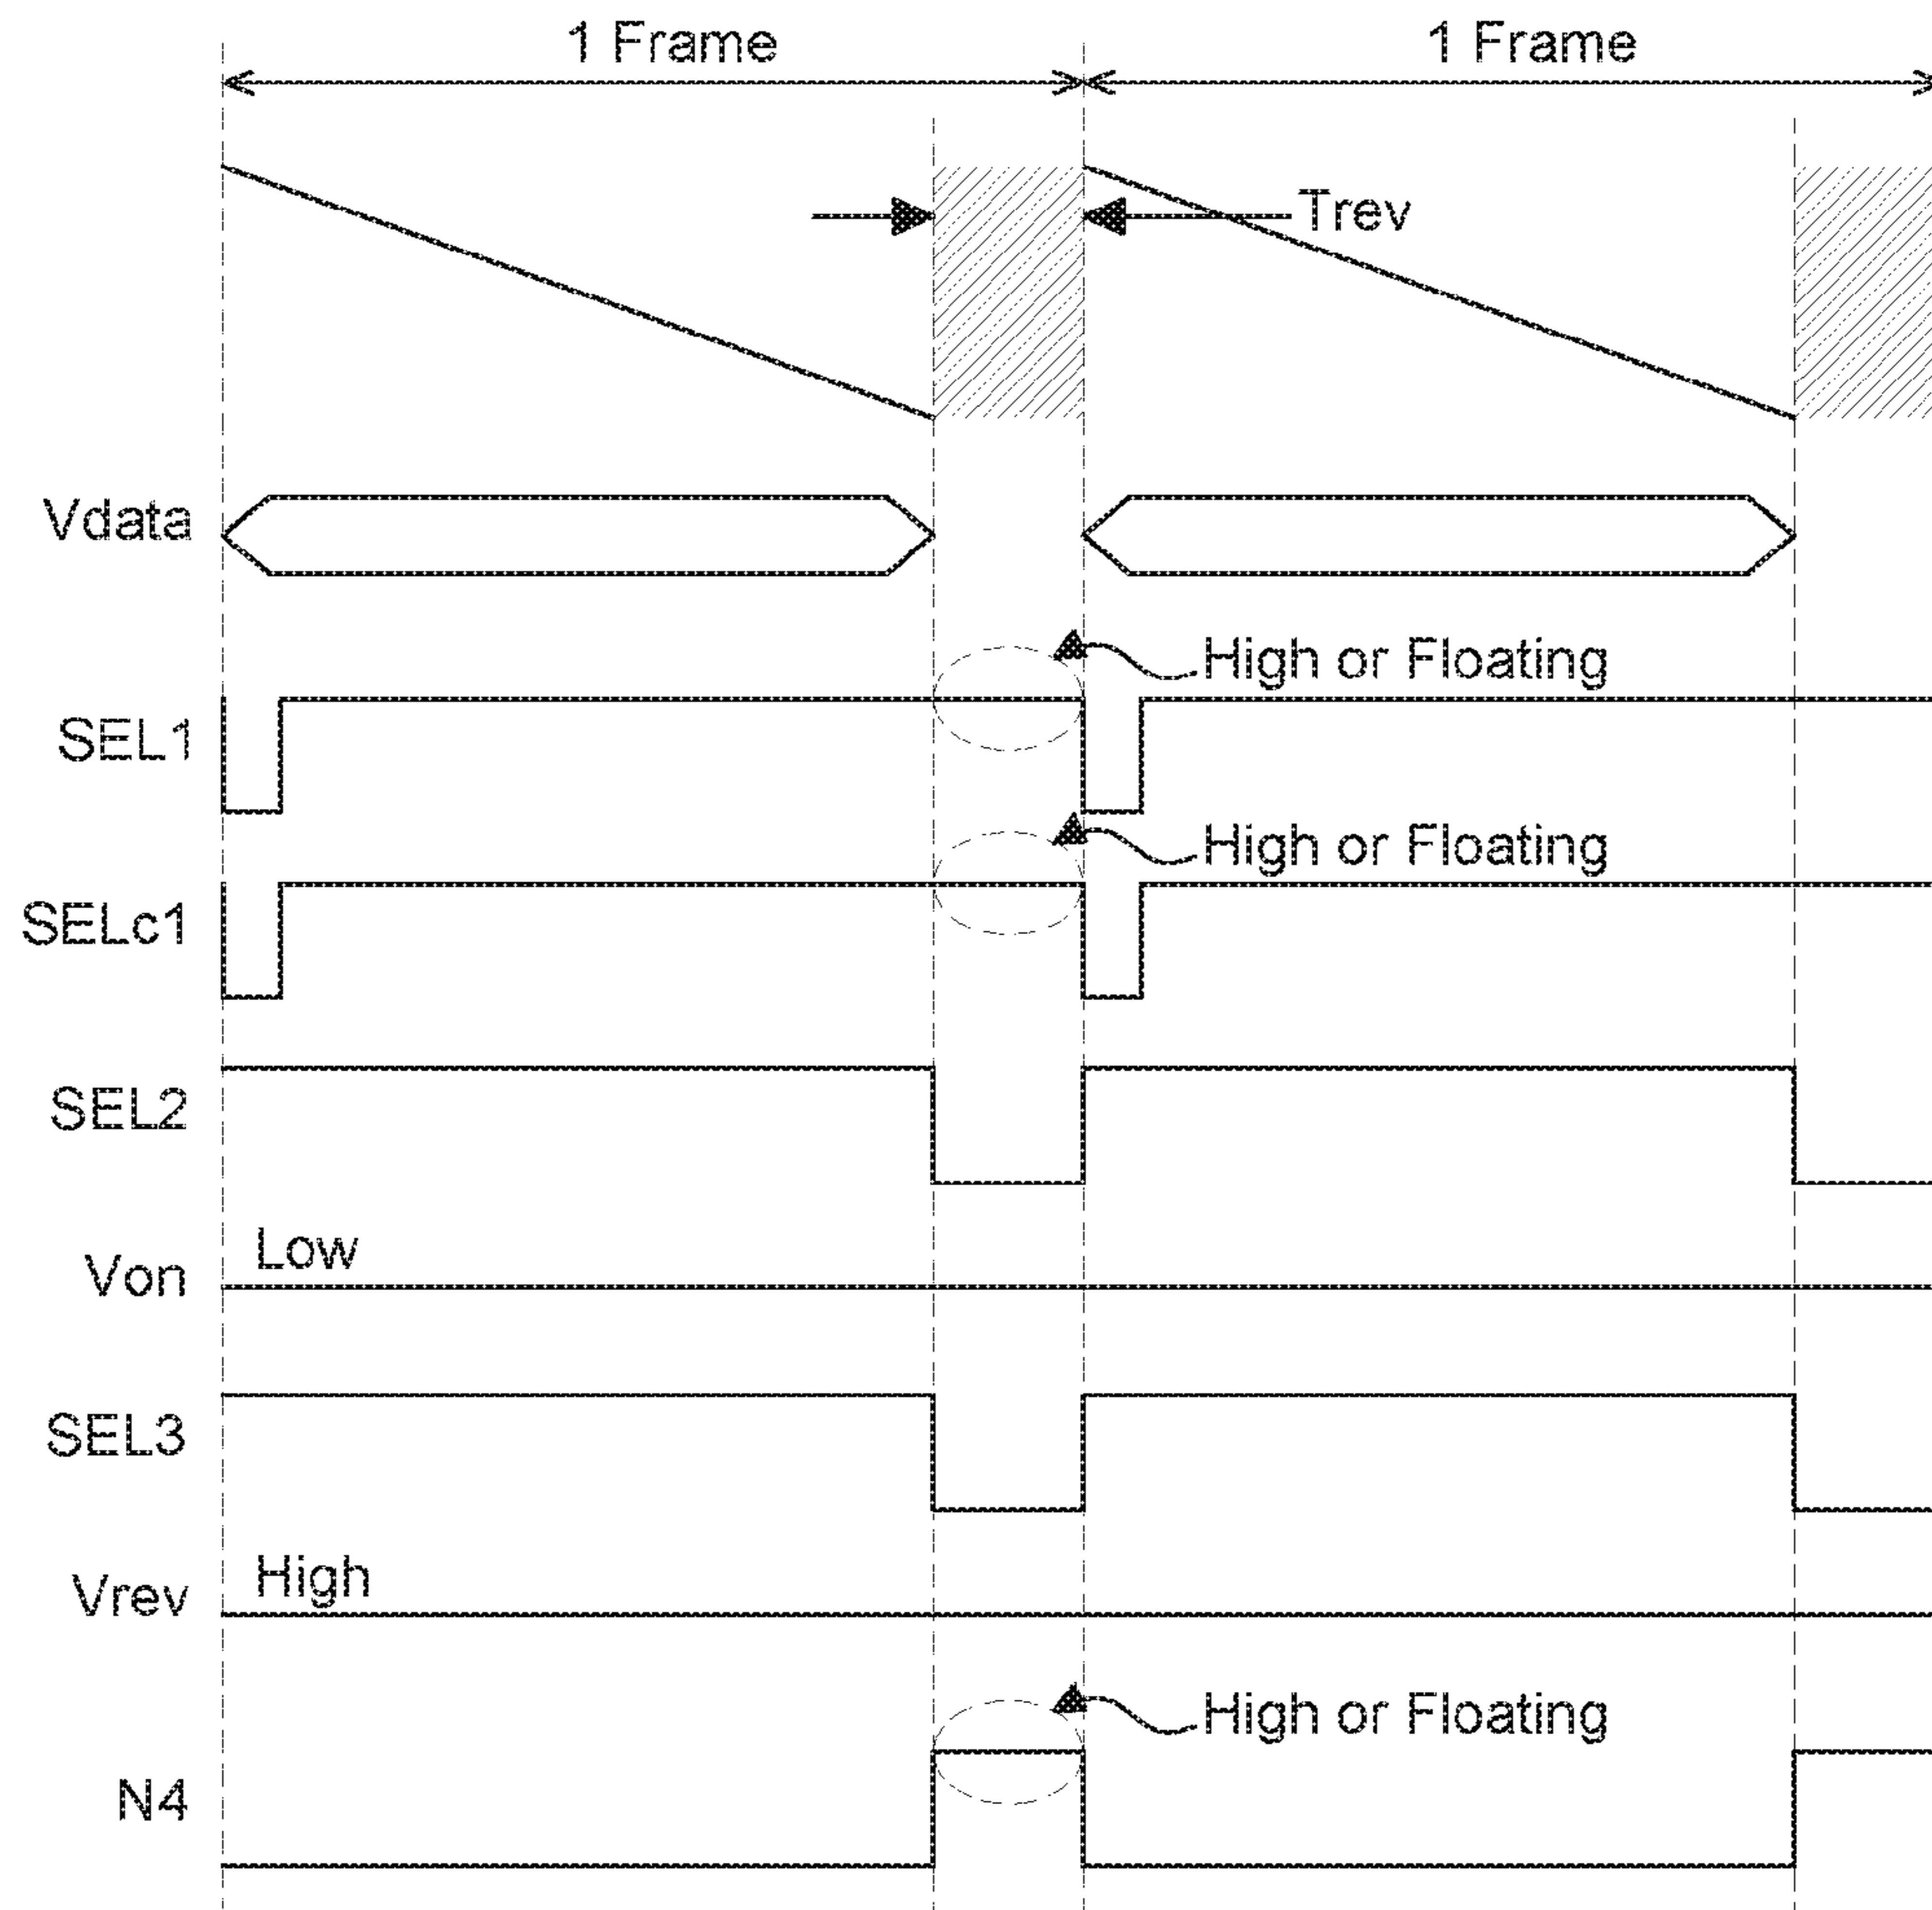 1 Frame
1 Frame
Trev
Vdata
High or Floating
SEL1
High or Floating
SELc1
SEL2
Low
Von
SEL3
High
Vrev
High or Floating
N4